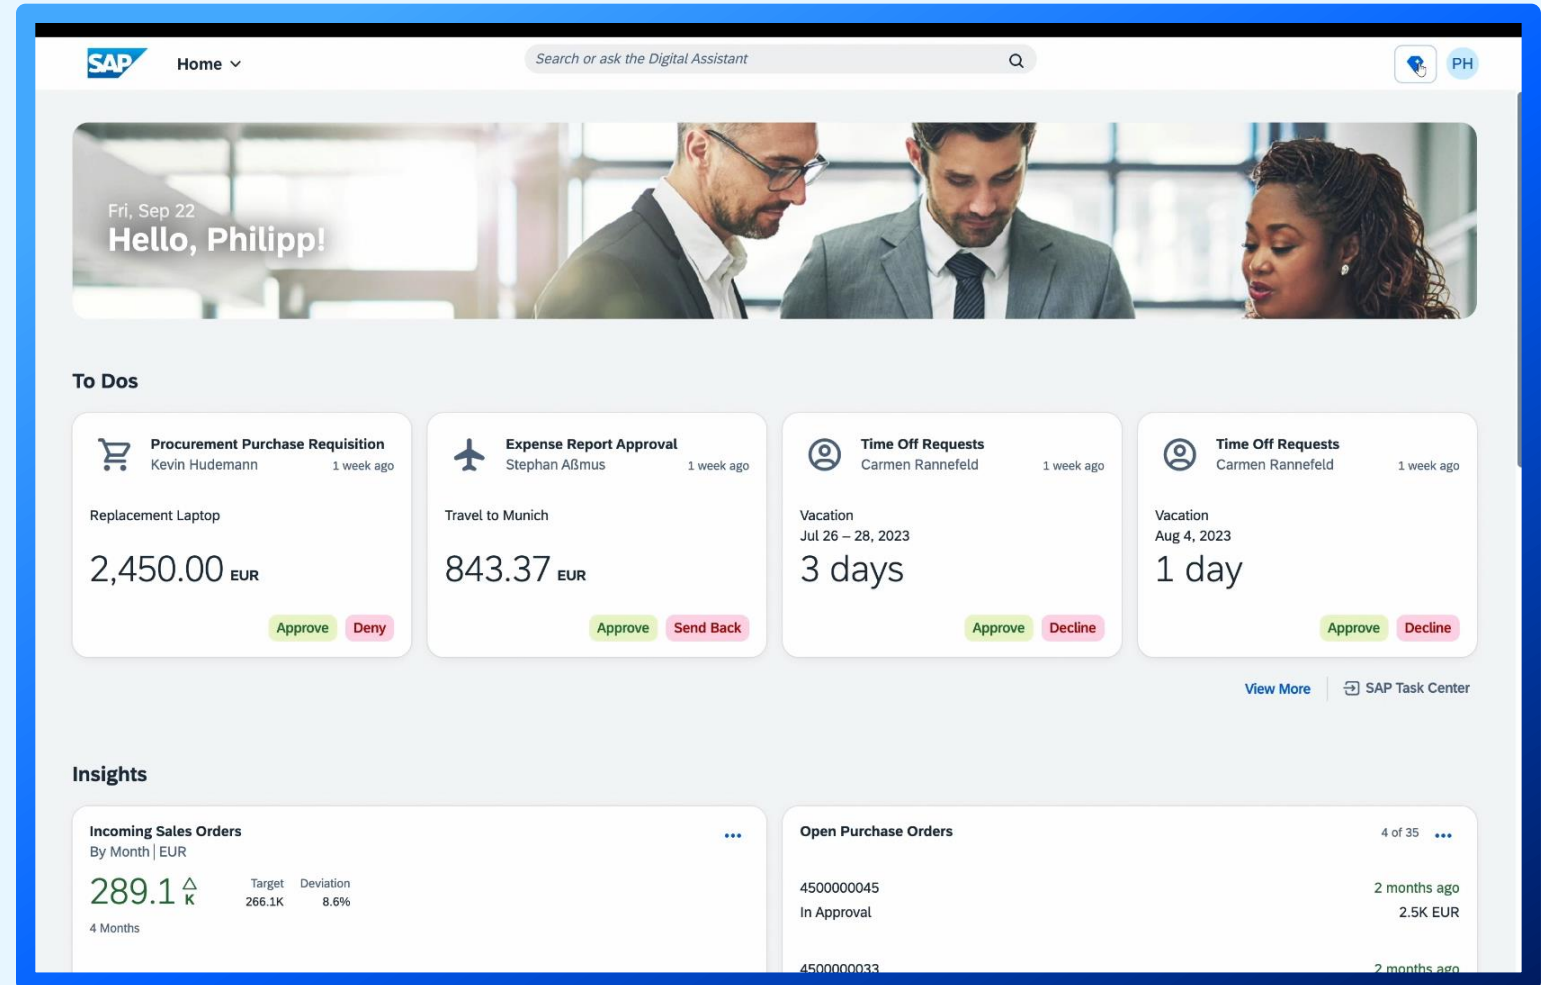 SAP
Home
Search or ask the Digital Assistant
PH
Fri, Sep 22
Hello, Philipp!
To Dos
Procurement Purchase Requisition
Kevin Hudemann 1 week ago
Replacement Laptop
2,450.00 EUR
Approve Deny
Expense Report Approval
Stephan Aßmus 1 week ago
Travel to Munich
843.37 EUR
Approve Send Back
Time Off Requests
Carmen Rannefeld 1 week ago
Vacation
Jul 26 – 28, 2023
3 days
Approve Decline
Time Off Requests
Carmen Rannefeld 1 week ago
Vacation
Aug 4, 2023
1 day
Approve Decline
View More SAP Task Center
Insights
Incoming Sales Orders
By Month | EUR
289.1 K
Target Deviation
266.1K 8.6%
4 Months
Open Purchase Orders 4 of 35
4500000045 2 months ago
In Approval 2.5K EUR
4500000033 2 months ago